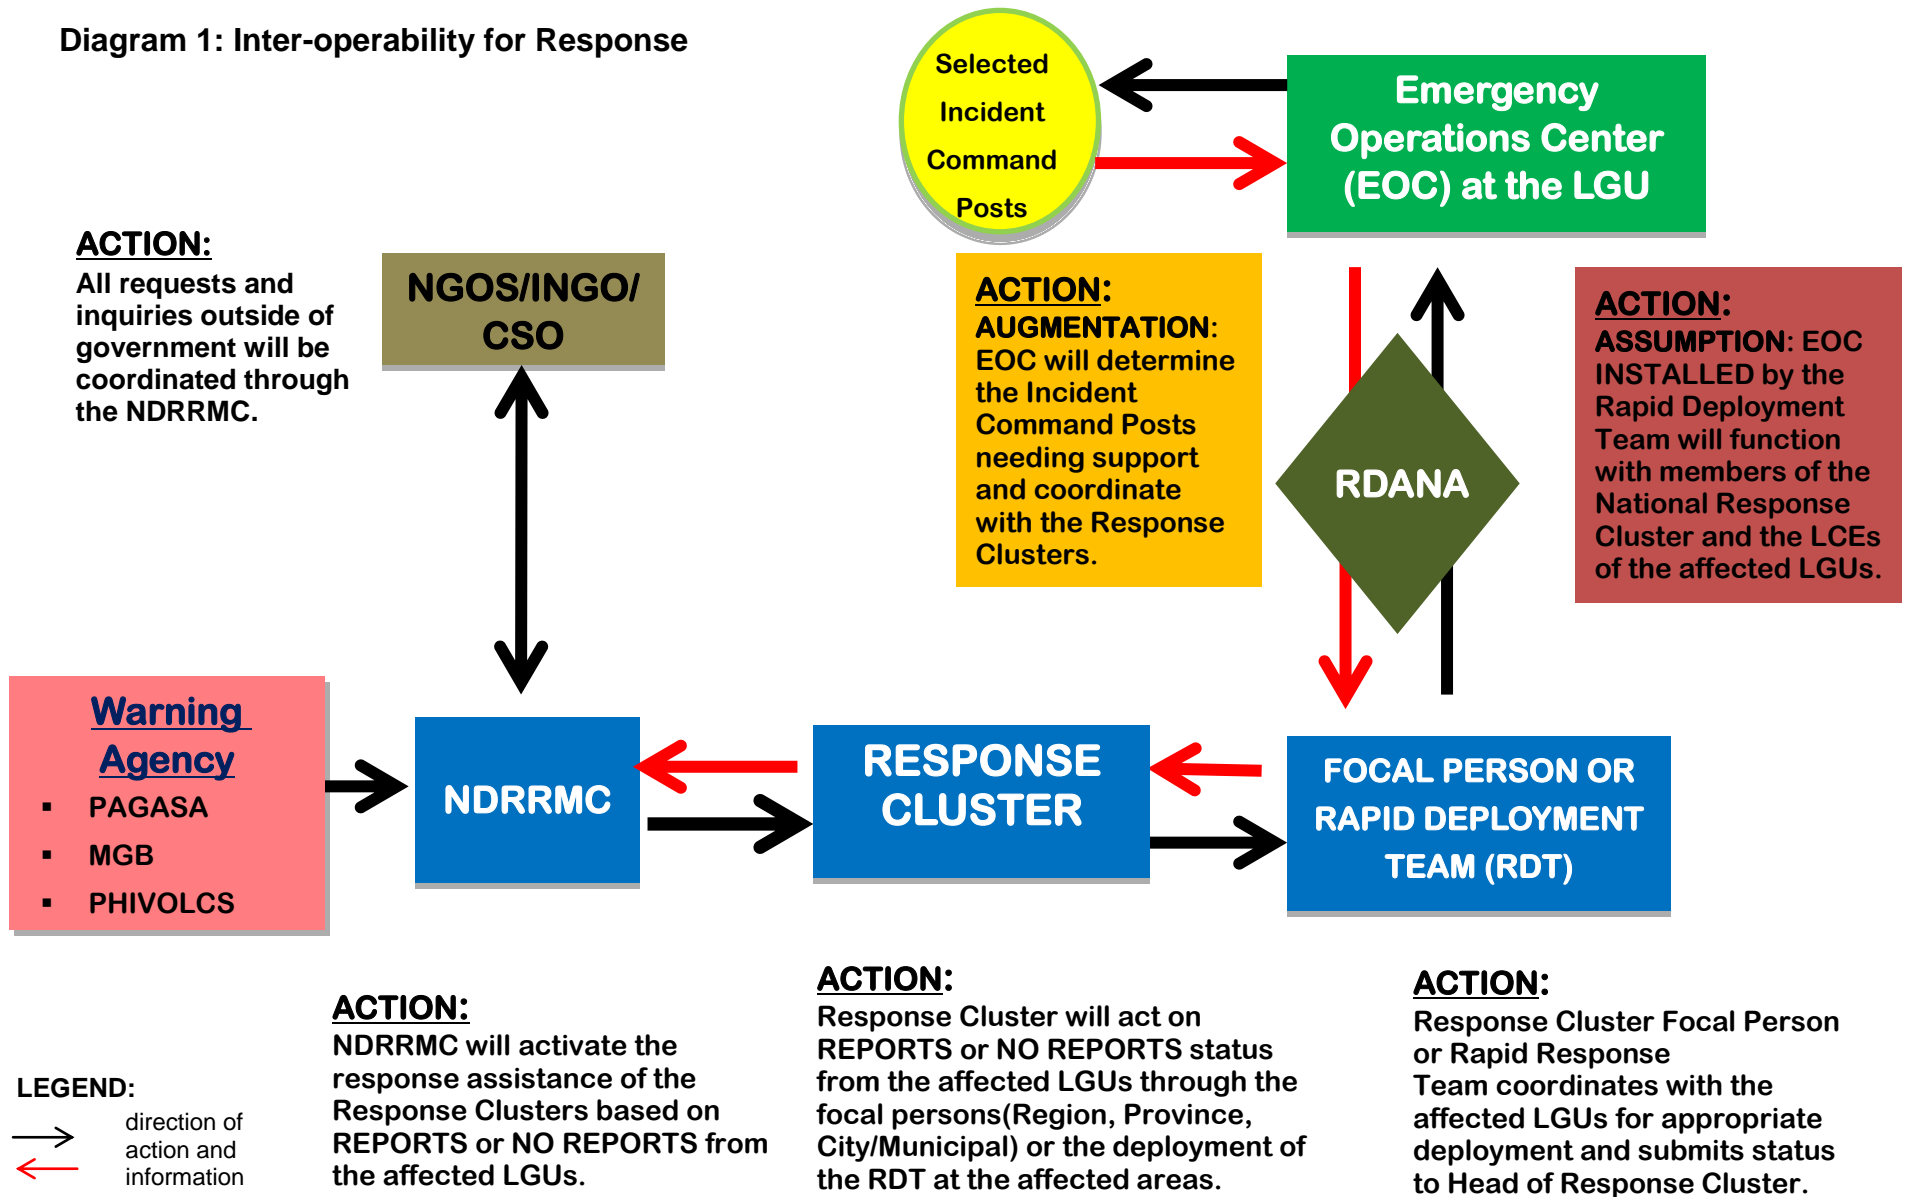 Diagram 1: Inter-operability for Response
Selected
Incident
Command
Posts
Emergency
Operations Center
(EOC) at the LGU
ACTION:
All requests and
inquiries outside of
government will be
coordinated through
the NDRRMC.
NGOS/INGO/
CSO
ACTION:
AUGMENTATION:
EOC will determine
the Incident
Command Posts
needing support
and coordinate
with the Response
Clusters.
RDANA
ACTION:
ASSUMPTION: EOC
INSTALLED by the
Rapid Deployment
Team will function
with members of the
National Response
Cluster and the LCEs
of the affected LGUs.
Warning
Agency
▪ PAGASA
▪ MGB
▪ PHIVOLCS
NDRRMC
RESPONSE
CLUSTER
FOCAL PERSON OR
RAPID DEPLOYMENT
TEAM (RDT)
LEGEND:
direction of
action and
information
ACTION:
NDRRMC will activate the
response assistance of the
Response Clusters based on
REPORTS or NO REPORTS from
the affected LGUs.
ACTION:
Response Cluster will act on
REPORTS or NO REPORTS status
from the affected LGUs through the
focal persons(Region, Province,
City/Municipal) or the deployment of
the RDT at the affected areas.
ACTION:
Response Cluster Focal Person
or Rapid Response
Team coordinates with the
affected LGUs for appropriate
deployment and submits status
to Head of Response Cluster.